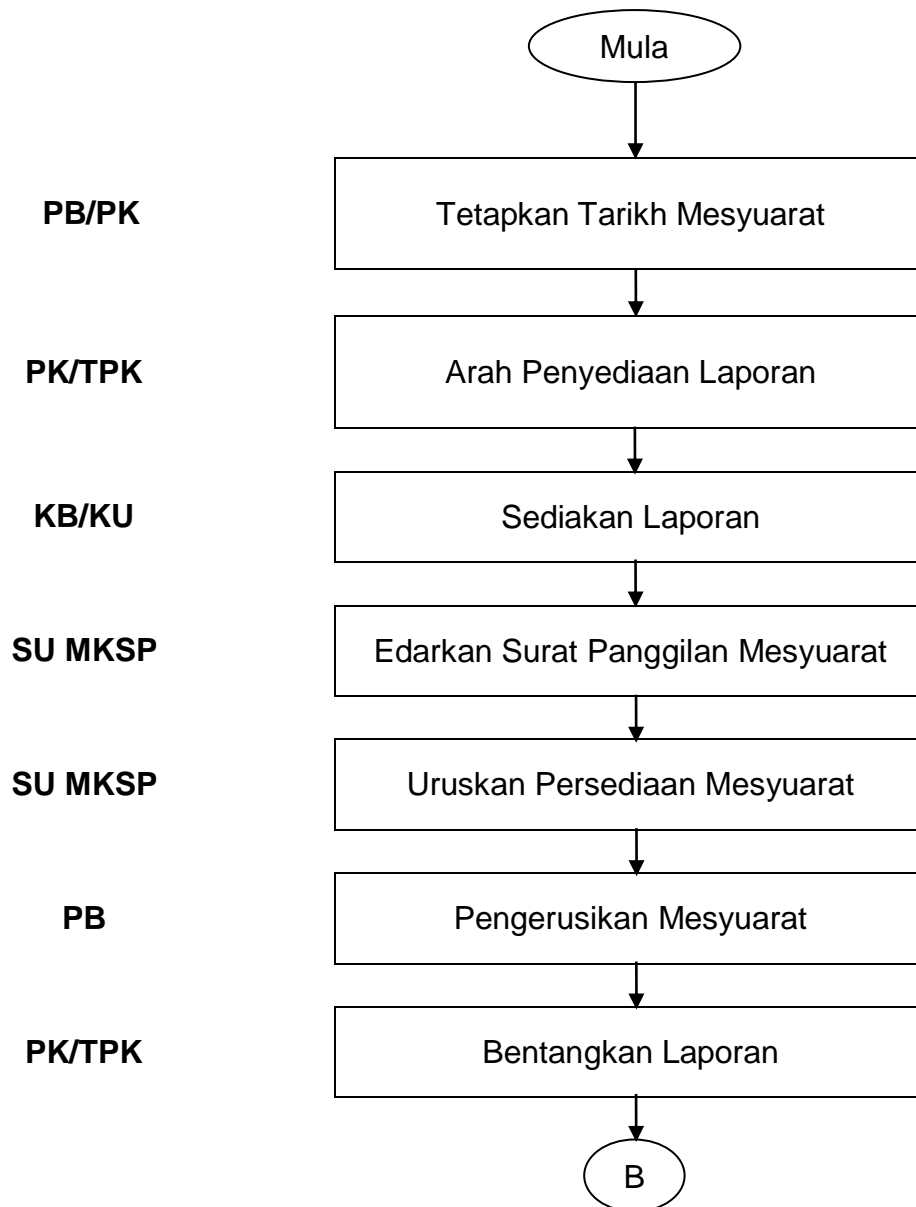 Mula
PB/PK
Tetapkan Tarikh Mesyuarat
PK/TPK
Arah Penyediaan Laporan
KB/KU
Sediakan Laporan
SU MKSP
Edarkan Surat Panggilan Mesyuarat
SU MKSP
Uruskan Persediaan Mesyuarat
PB
Pengerusikan Mesyuarat
PK/TPK
Bentangkan Laporan
B